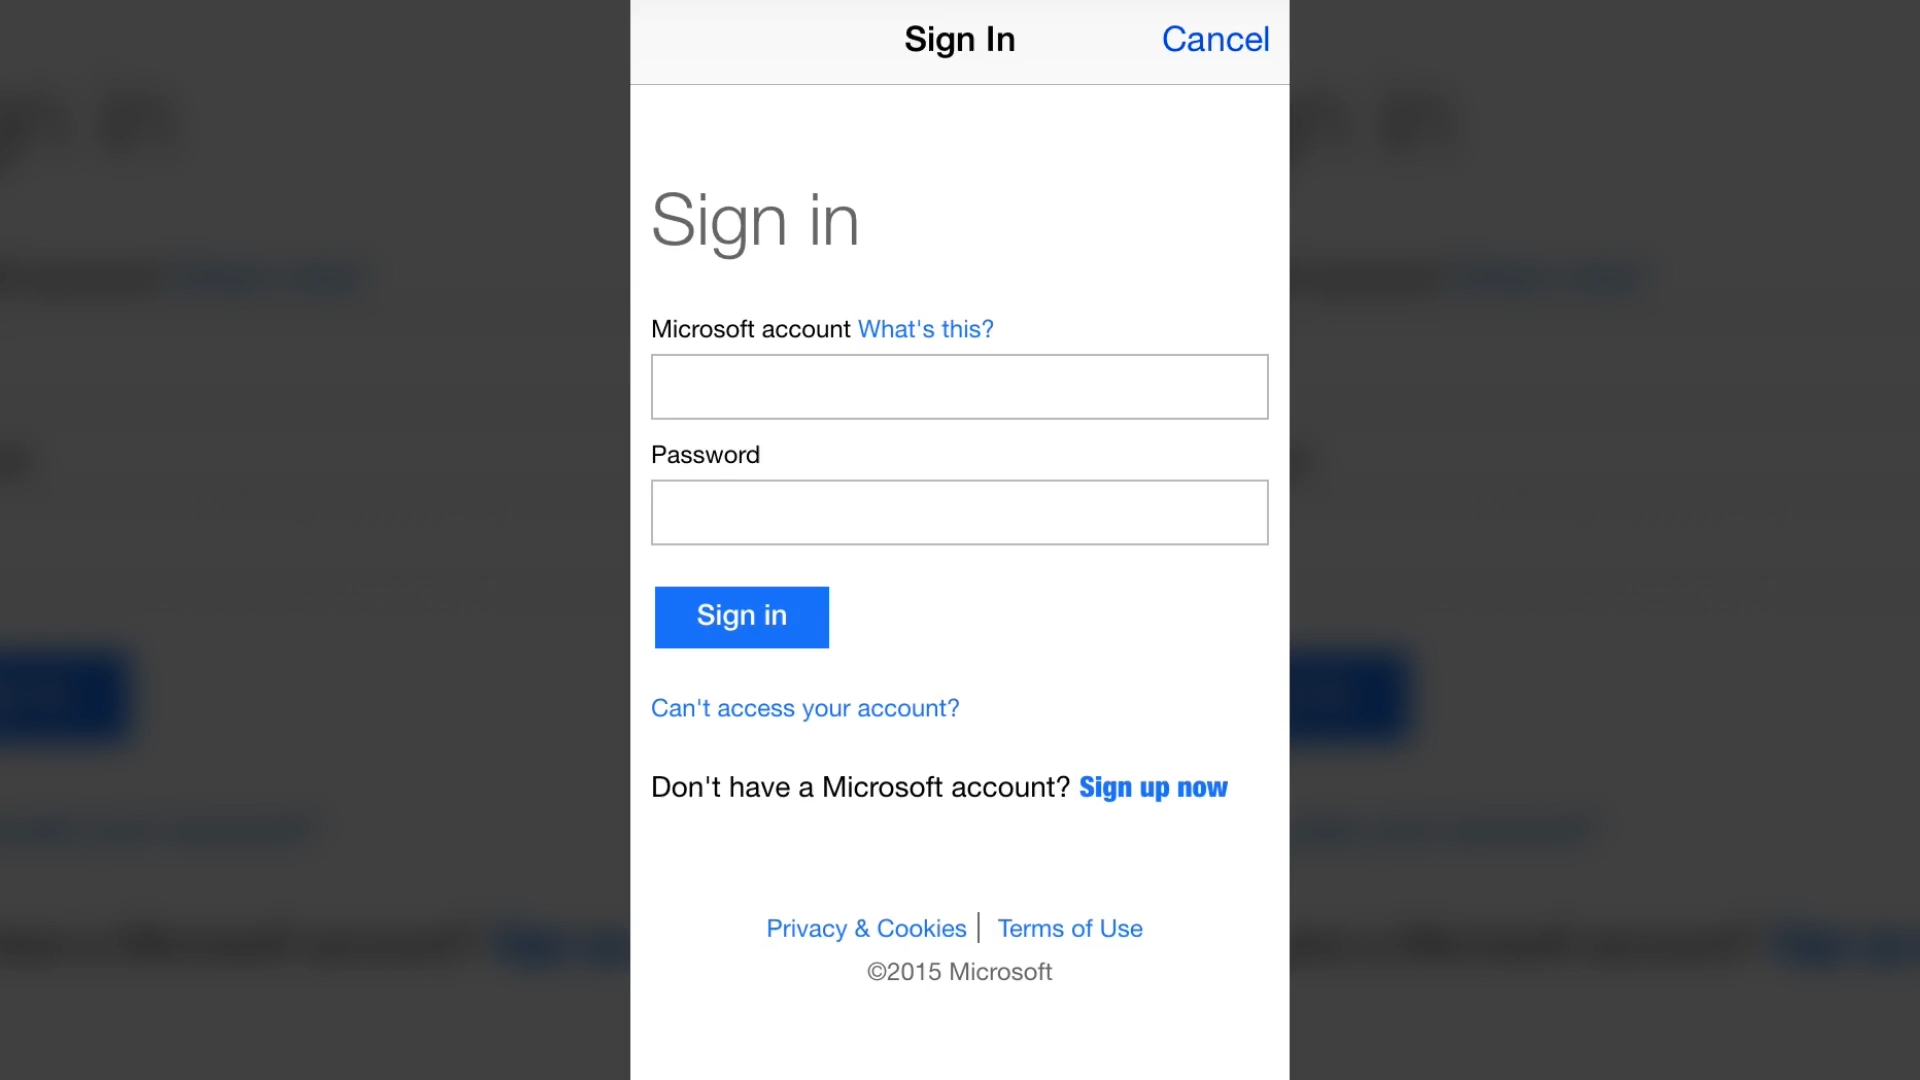 Sign In Cancel
Sign in
Microsoft account What's this?
Password
Sign in
Can't access your account?
Don't have a Microsoft account? Sign up now
Privacy & Cookies | Terms of Use
©2015 Microsoft